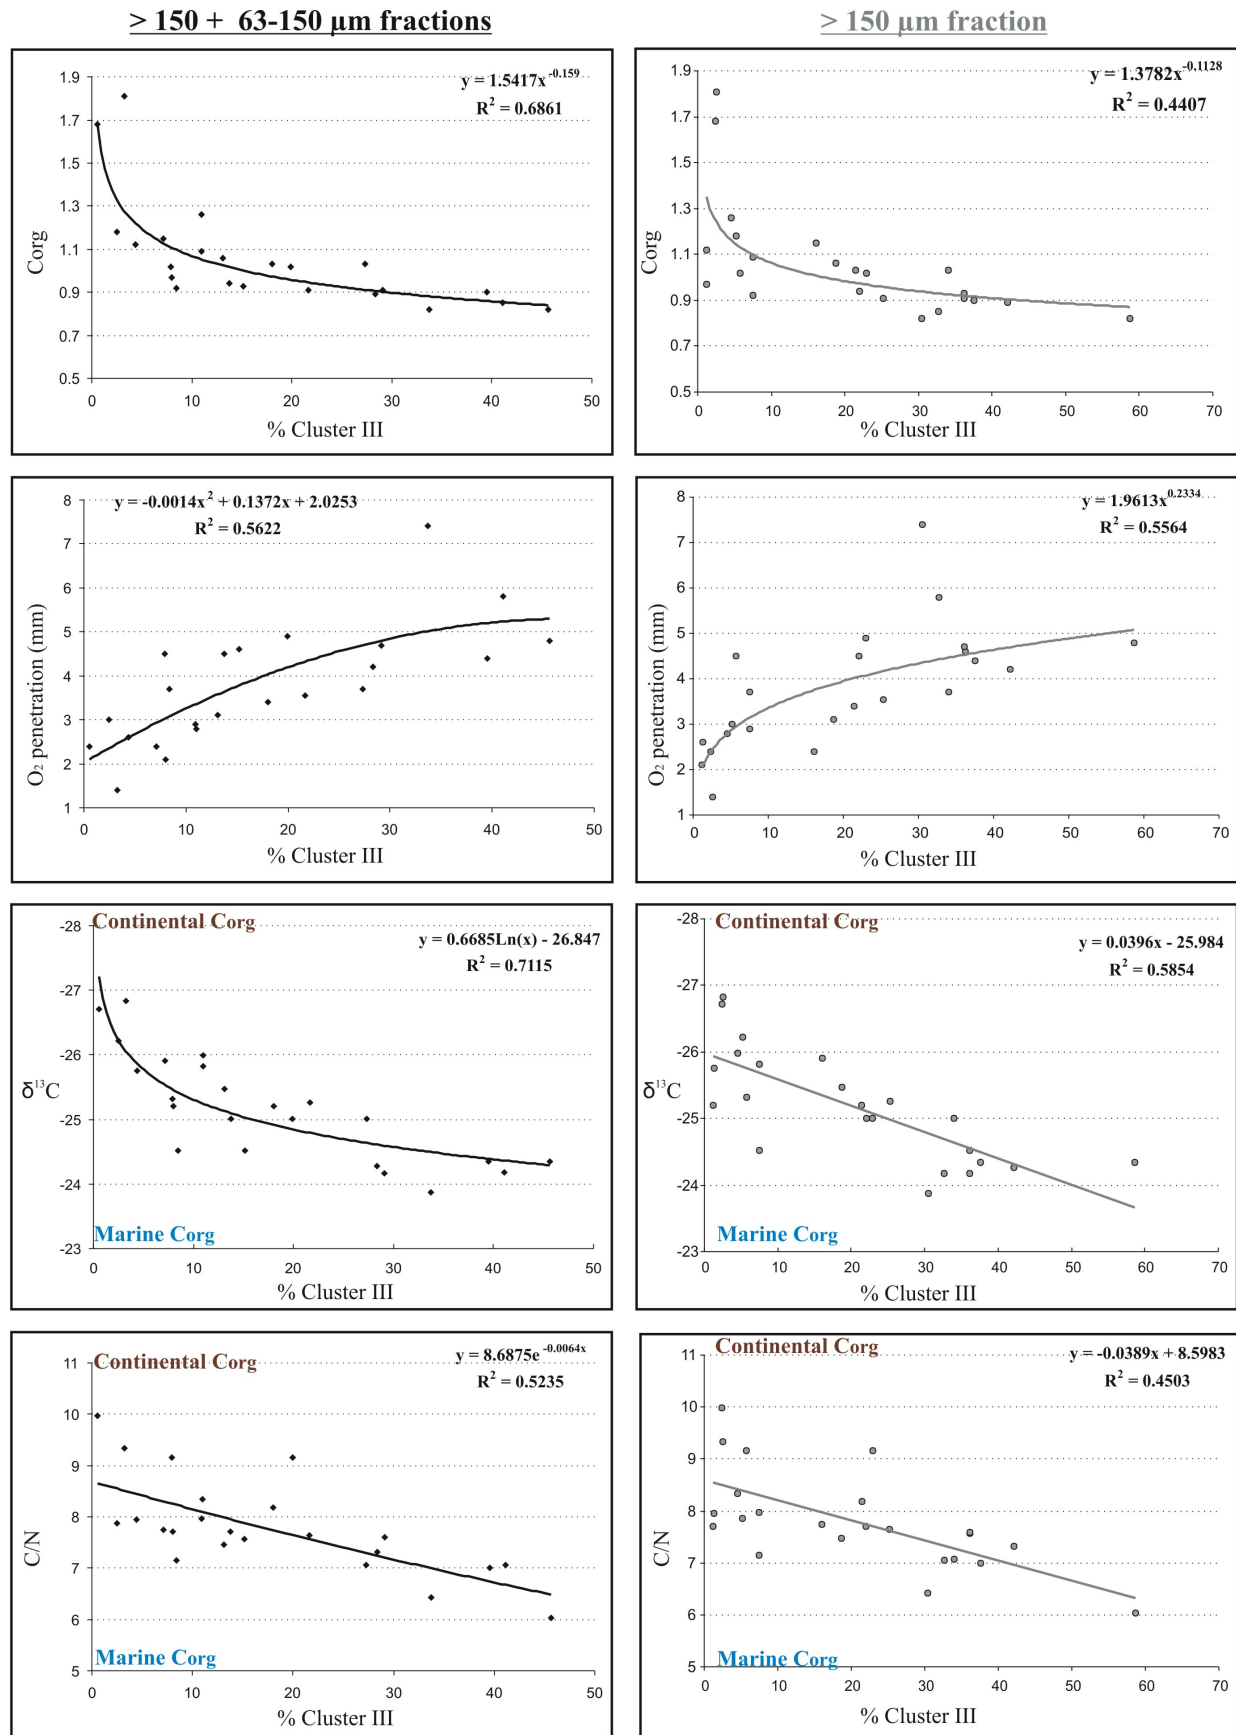 > 150 + 63-150 µm fractions
> 150 µm fraction
1.9
1.7
1.5
1.3
1.1
0.9
0.7
0.5
0 10 20 30 40 50
Corg
% Cluster III
y = 1.5417x^-0.159
R² = 0.6861
1.9
1.7
1.5
1.3
1.1
0.9
0.7
0.5
0 10 20 30 40 50 60 70
Corg
% Cluster III
y = 1.3782x^-0.1128
R² = 0.4407
8
7
6
5
4
3
2
1
0 10 20 30 40 50
O₂ penetration (mm)
% Cluster III
y = -0.0014x² + 0.1372x + 2.0253
R² = 0.5622
8
7
6
5
4
3
2
1
0 10 20 30 40 50 60 70
O₂ penetration (mm)
% Cluster III
y = 1.9613x^0.2334
R² = 0.5564
Continental Corg
-28
-27
-26
-25
-24
-23
0 10 20 30 40 50
δ¹³C
% Cluster III
y = 0.6685Ln(x) - 26.847
R² = 0.7115
Marine Corg
Continental Corg
-28
-27
-26
-25
-24
-23
0 10 20 30 40 50 60 70
δ¹³C
% Cluster III
y = 0.0396x - 25.984
R² = 0.5854
Marine Corg
Continental Corg
11
10
9
8
7
6
5
0 10 20 30 40 50
C/N
% Cluster III
y = 8.6875e^-0.0064x
R² = 0.5235
Marine Corg
Continental Corg
11
10
9
8
7
6
5
0 10 20 30 40 50 60 70
C/N
% Cluster III
y = -0.0389x + 8.5983
R² = 0.4503
Marine Corg